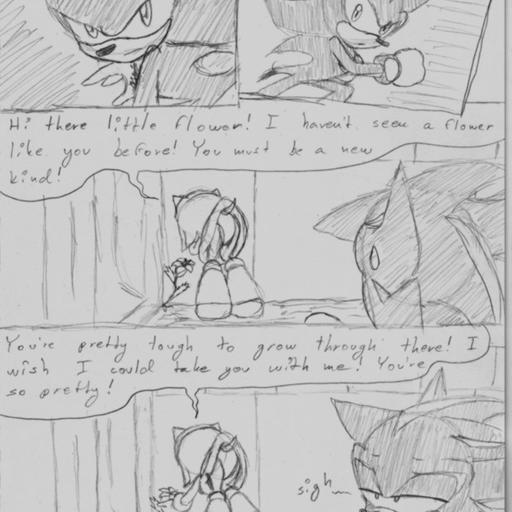 Hi there little flower! I haven't seen a flower
like you before! You must be a new
kind!
You're pretty tough to grow through there! I
wish I could take you with me! You're
so pretty!
sigh